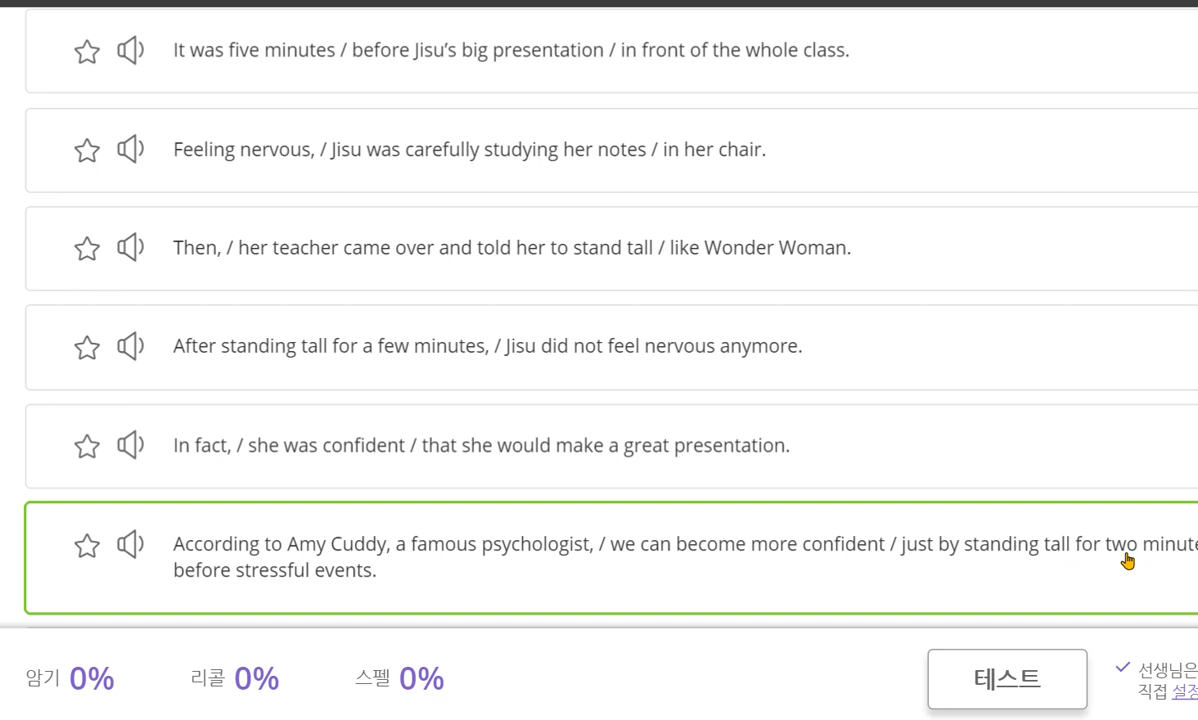 It was five minutes / before Jisu’s big presentation / in front of the whole class.
Feeling nervous, / Jisu was carefully studying her notes / in her chair.
Then, / her teacher came over and told her to stand tall / like Wonder Woman.
After standing tall for a few minutes, / Jisu did not feel nervous anymore.
In fact, / she was confident / that she would make a great presentation.
According to Amy Cuddy, a famous psychologist, / we can become more confident / just by standing tall for two minute
before stressful events.
암기 0% 리콜 0% 스펠 0% 테스트
선생님은
직접 설정